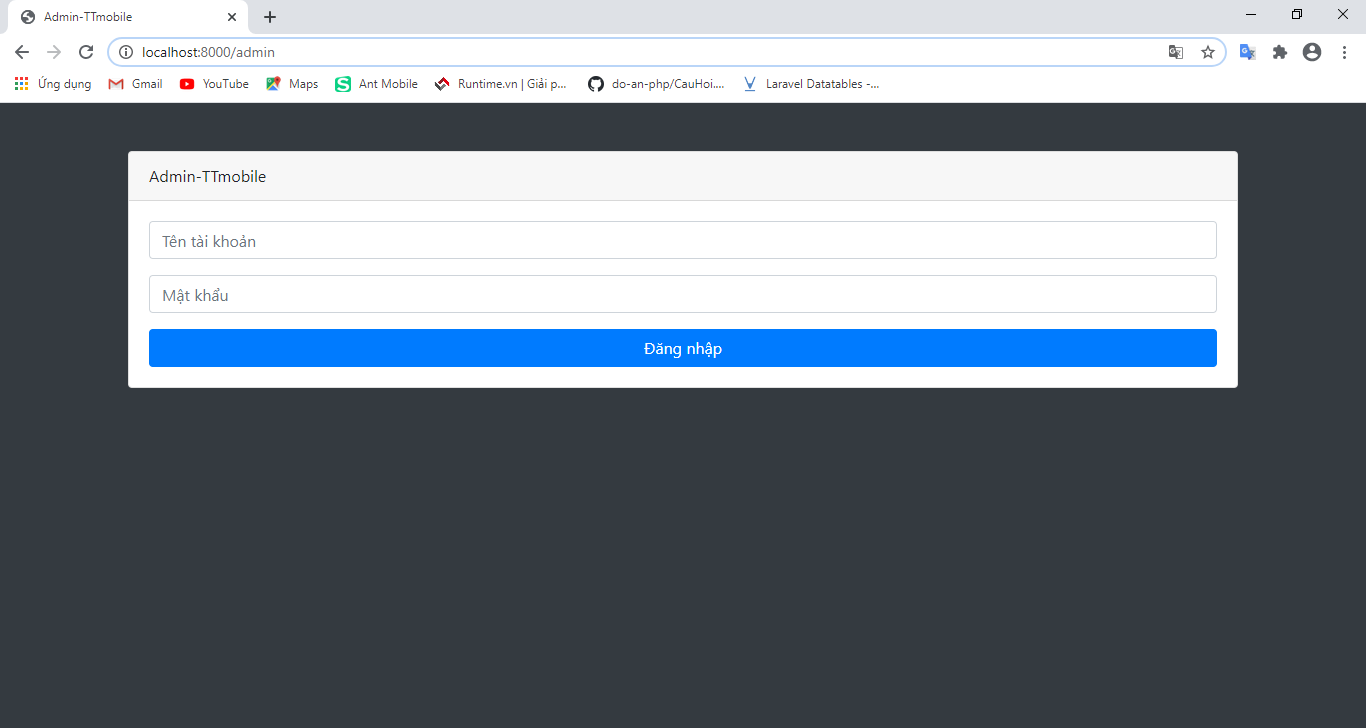 Admin-TTmobile
localhost:8000/admin
Ứng dụng Gmail YouTube Maps Ant Mobile Runtime.vn | Giải p... do-an-php/CauHoi.... Laravel Datatables -...
Admin-TTmobile
Tên tài khoản
Mật khẩu
Đăng nhập